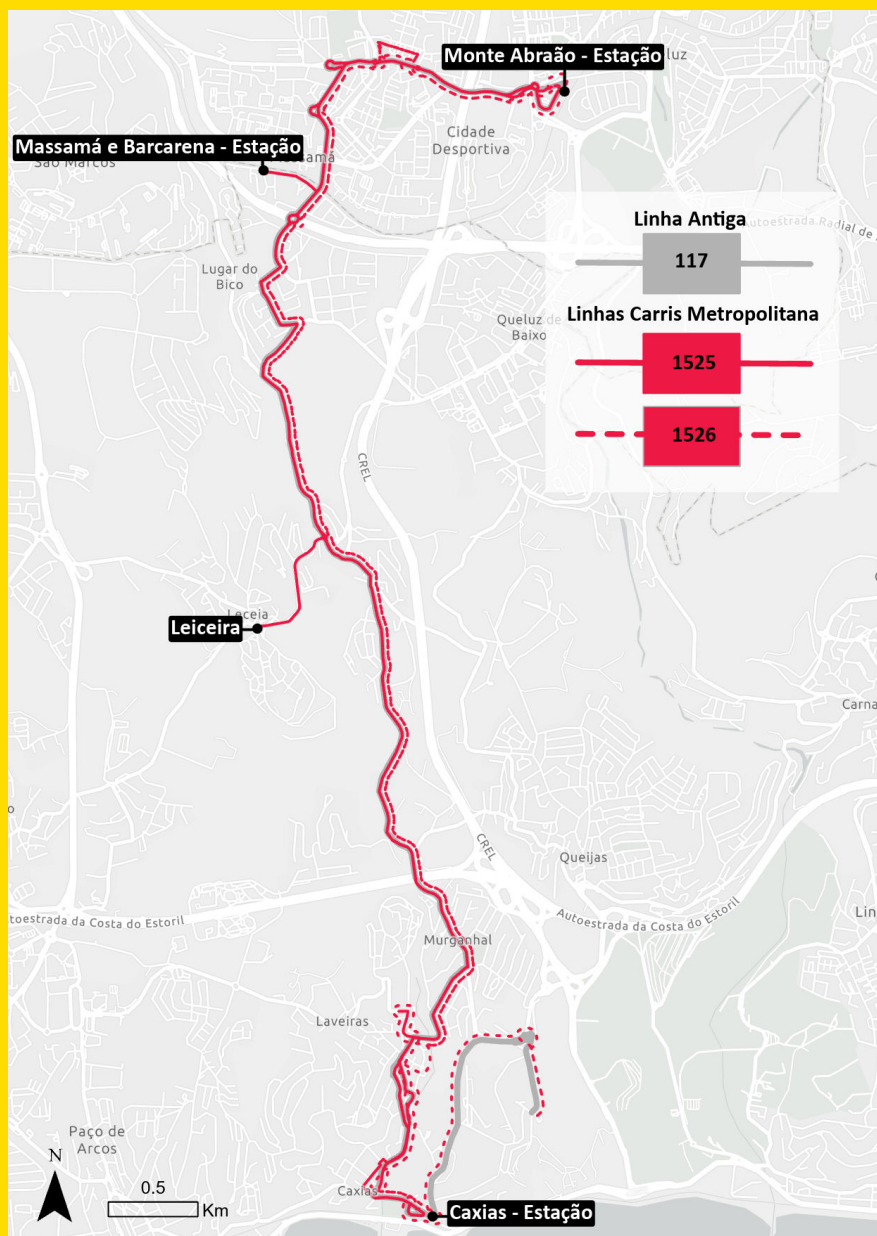 Monte Abraão - Estação
luz
Cidade
Desportiva
Massamá e Barcarena - Estação
São Marcos
Linha Antiga
117
Autoestrada Radial de
Lugar do
Bico
Linhas Carris Metropolitana
Queluz de
Baixo
1525
1526
CREL
Leceia
Leiceira
Carna
o
CREL
Queijas
toestrada da Costa do Estoril
Autoestrada da Costa do Estoril
Lin
Murganhal
Laveiras
Paço de
Arcos
N
0.5
Km
Caxias
Caxias - Estação